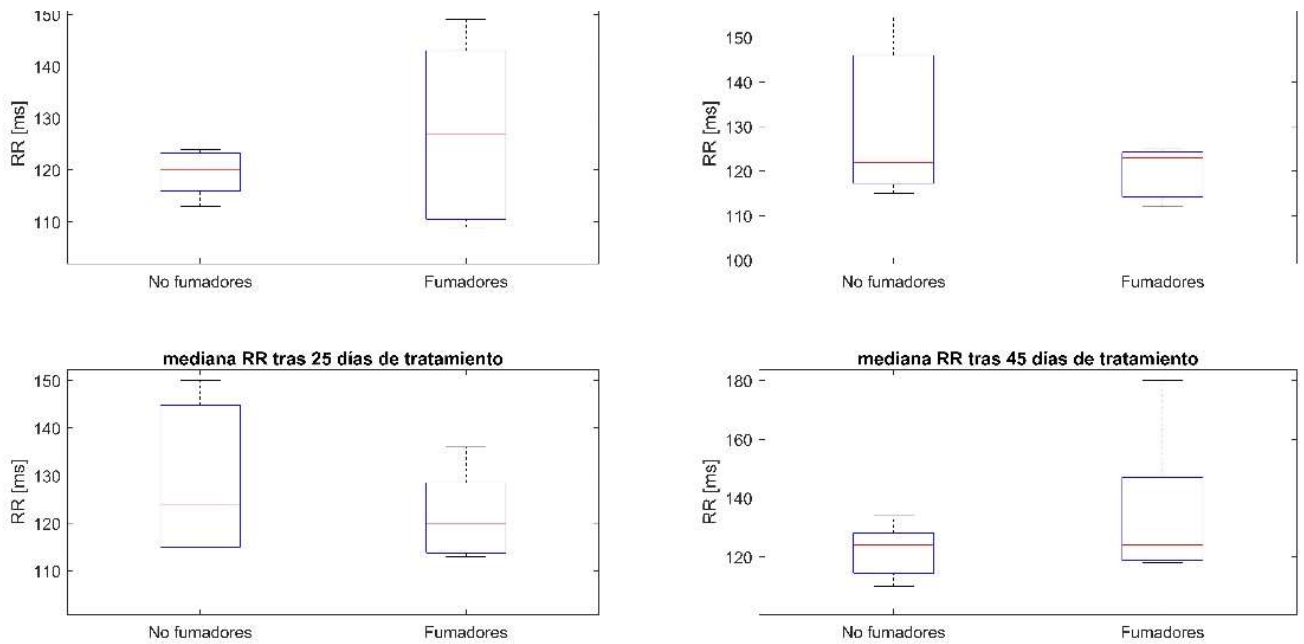 150
140
130
120
110
RR [ms]
No fumadores
Fumadores
150
140
130
120
110
100
RR [ms]
No fumadores
Fumadores
mediana RR tras 25 días de tratamiento
150
140
130
120
110
RR [ms]
No fumadores
Fumadores
mediana RR tras 45 días de tratamiento
180
160
140
120
RR [ms]
No fumadores
Fumadores